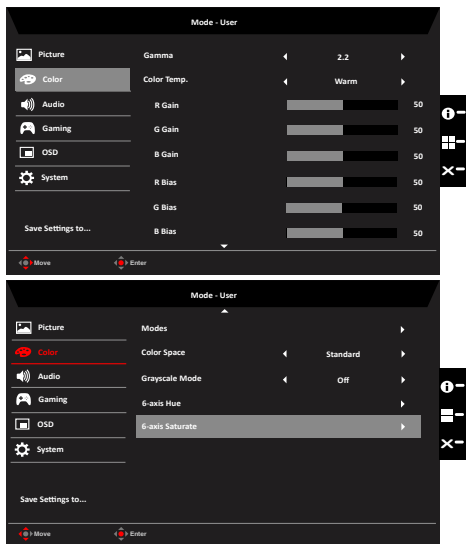 Mode - User
Picture Gamma 2.2
Color Color Temp. Warm
Audio R Gain 50
Gaming G Gain 50
OSD B Gain 50
System R Bias 50
G Bias 50
Save Settings to... B Bias 50
Move Enter
Mode - User
Picture Modes
Color Color Space Standard
Audio Grayscale Mode Off
Gaming 6-axis Hue
OSD 6-axis Saturate
System
Save Settings to...
Move Enter